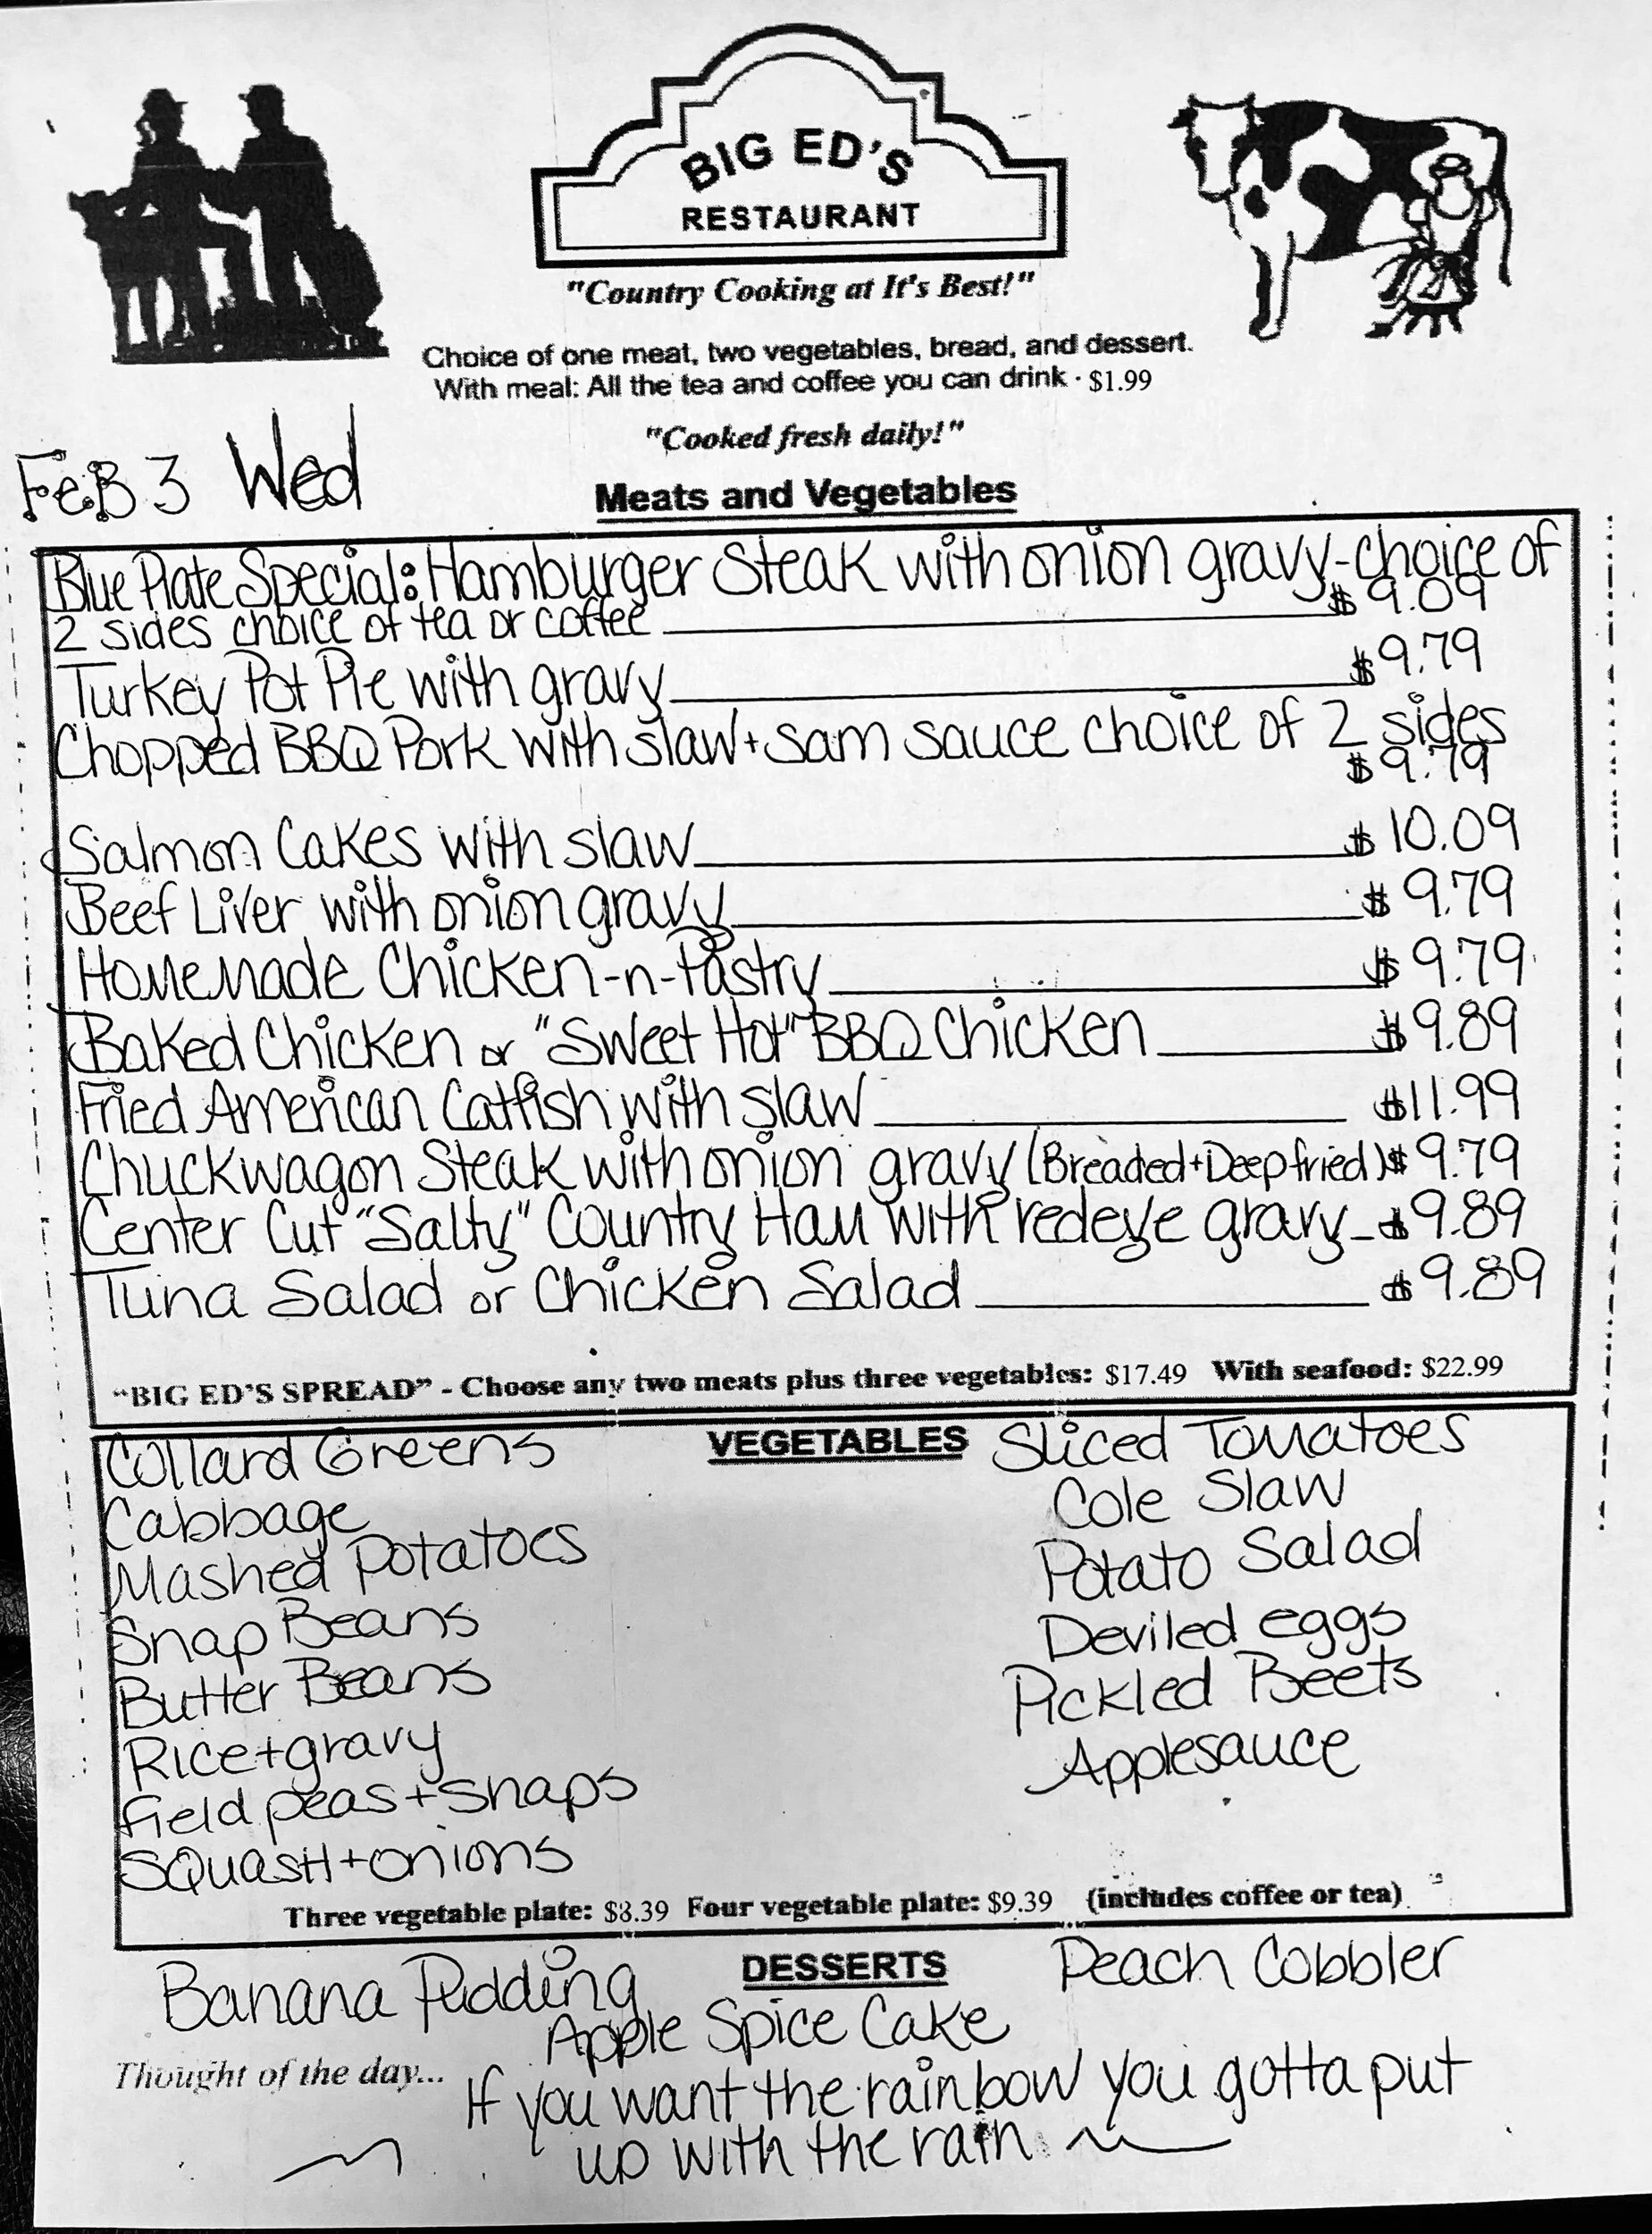 BIG ED'S
RESTAURANT
"Country Cooking at It's Best!"
Choice of one meat, two vegetables, bread, and dessert.
With meal: All the tea and coffee you can drink · $1.99
"Cooked fresh daily!"
FeB 3 Wed
Meats and Vegetables
Blue Plate Special: Hamburger Steak with onion gravy-choice of
2 sides choice of tea or coffee $9.09
Turkey Pot Pie with gravy $9.79
Chopped BBQ Pork with slaw + sam sauce choice of 2 sides
$9.79
Salmon Cakes with slaw $10.09
Beef Liver with onion gravy $9.79
Homemade Chicken-n-Pastry $9.79
Baked Chicken or "Sweet Hot" BBQ Chicken $9.89
Fried American Catfish with slaw $11.99
Chuckwagon Steak with onion gravy (Breaded+Deep fried) $9.79
Center Cut "Salty" Country Ham with redeye gravy $9.89
Tuna Salad or Chicken Salad $9.89
"BIG ED'S SPREAD" - Choose any two meats plus three vegetables: $17.49 With seafood: $22.99
VEGETABLES
Collard Greens
Cabbage
Mashed Potatoes
Snap Beans
Butter Beans
Rice+gravy
Field peas+snaps
Squash+onions
Sliced Tomatoes
Cole Slaw
Potato Salad
Deviled eggs
Pickled Beets
Applesauce
Three vegetable plate: $8.39 Four vegetable plate: $9.39 (includes coffee or tea)
DESSERTS
Banana Pudding
Apple Spice Cake
Peach Cobbler
Thought of the day...
If you want the rainbow you gotta put
up with the rain